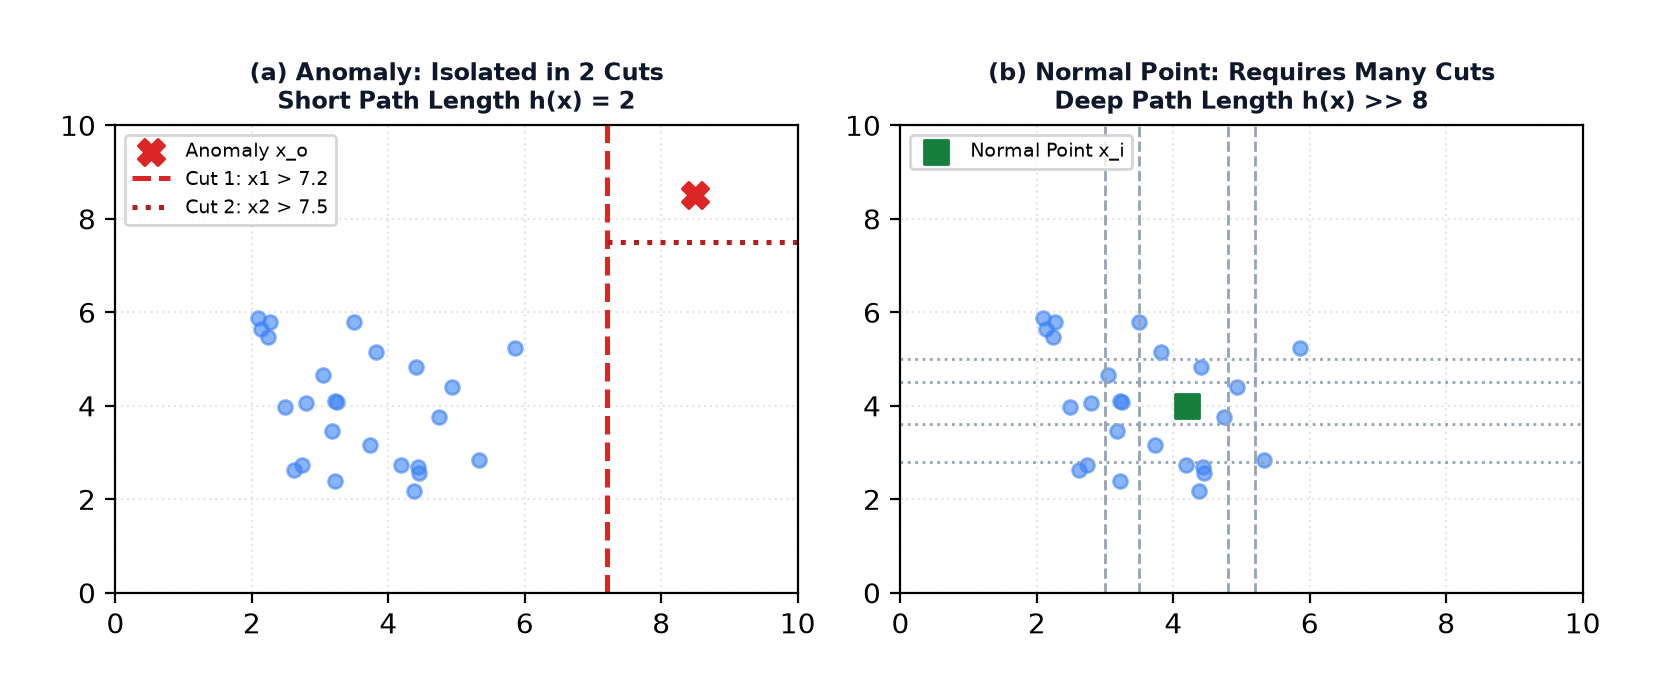 (a) Anomaly: Isolated in 2 Cuts
Short Path Length h(x) = 2
10
8
6
4
2
0
0 2 4 6 8 10
Anomaly x_o
Cut 1: x1 > 7.2
Cut 2: x2 > 7.5
(b) Normal Point: Requires Many Cuts
Deep Path Length h(x) >> 8
10
8
6
4
2
0
0 2 4 6 8 10
Normal Point x_i